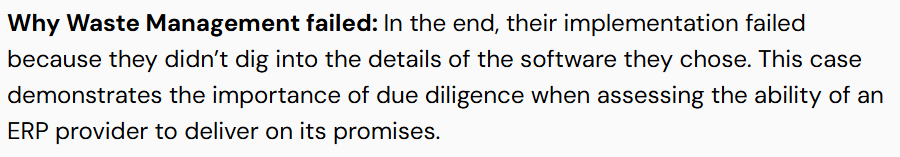 Why Waste Management failed: In the end, their implementation failed
because they didn’t dig into the details of the software they chose. This case
demonstrates the importance of due diligence when assessing the ability of an
ERP provider to deliver on its promises.